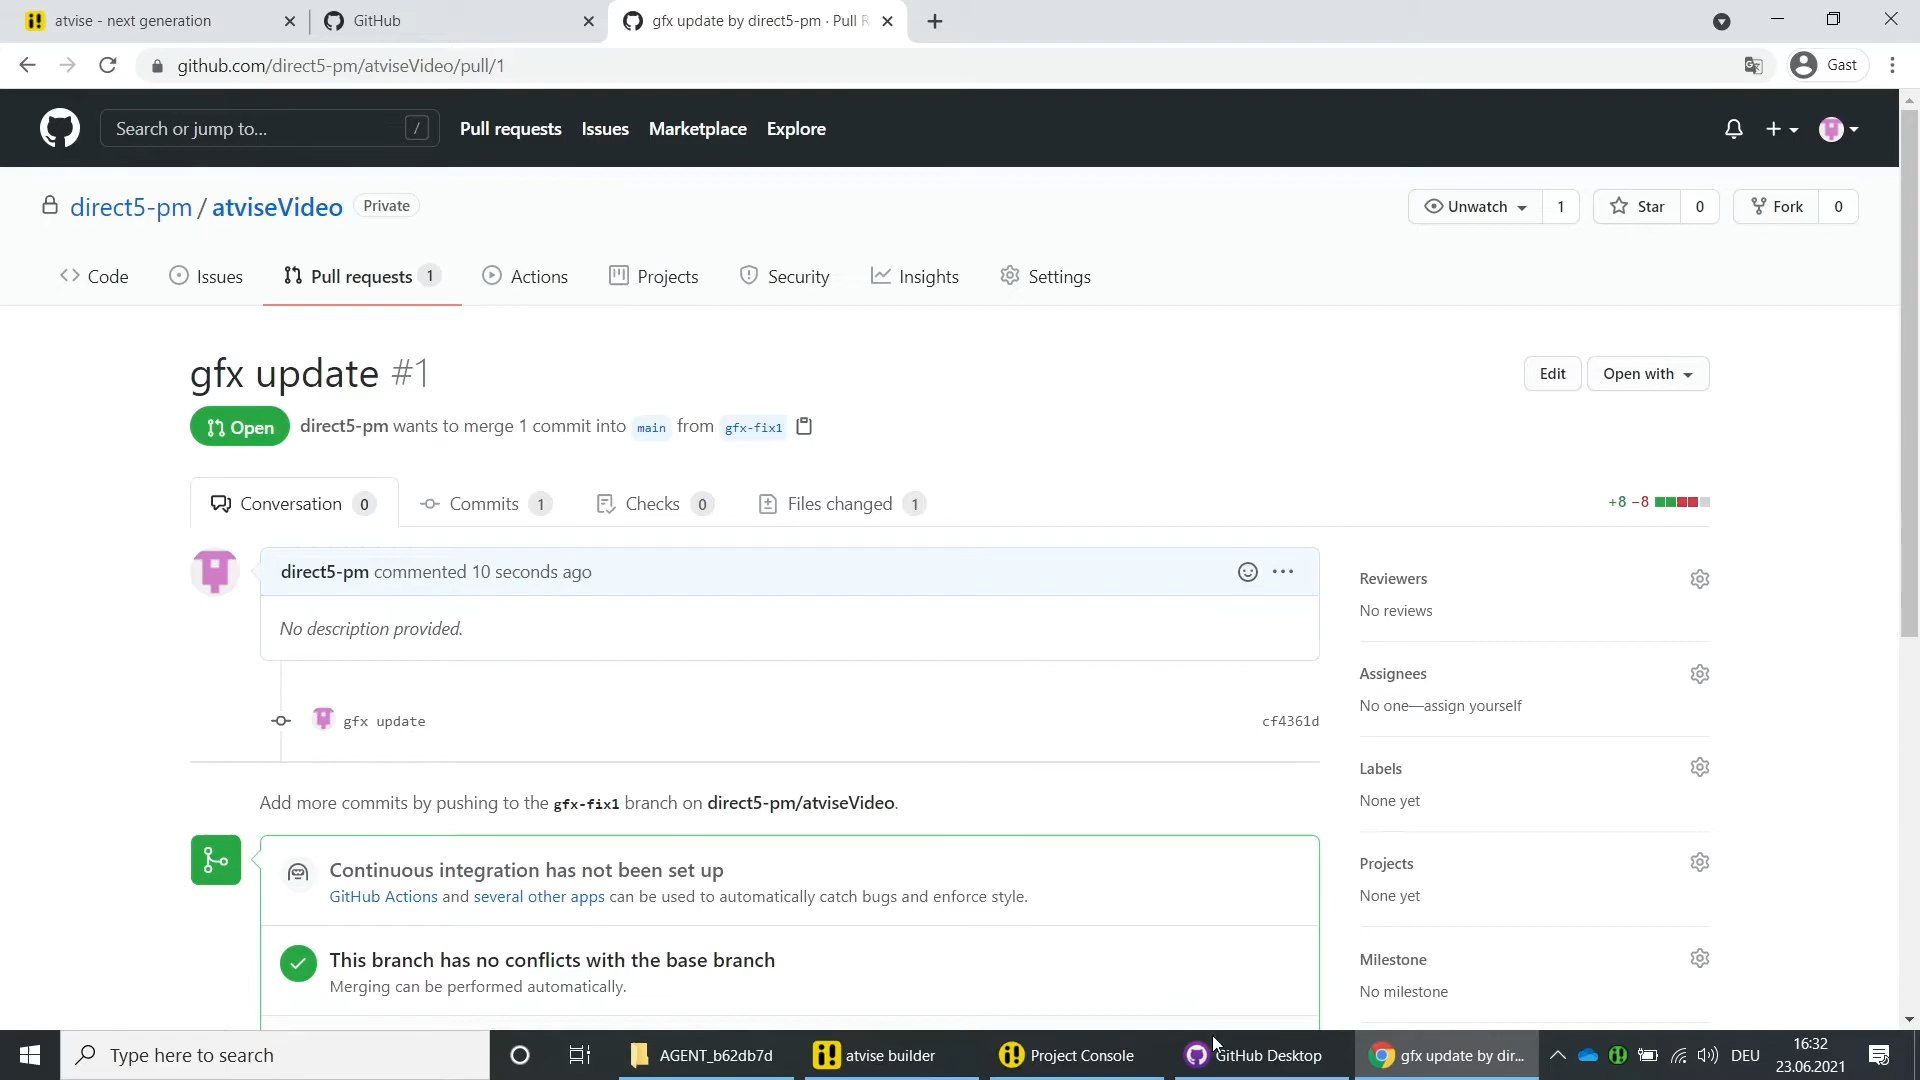 atvise - next generation
GitHub
gfx update by direct5-pm · Pull R
github.com/direct5-pm/atviseVideo/pull/1
Gast
Search or jump to...
/
Pull requests
Issues
Marketplace
Explore
direct5-pm / atviseVideo
Private
Unwatch
1
Star
0
Fork
0
Code
Issues
Pull requests 1
Actions
Projects
Security
Insights
Settings
gfx update #1
Edit
Open with
Open
direct5-pm wants to merge 1 commit into main from gfx-fix1
Conversation 0
Commits 1
Checks 0
Files changed 1
+8 −8
direct5-pm commented 10 seconds ago
No description provided.
gfx update
cf4361d
Add more commits by pushing to the gfx-fix1 branch on direct5-pm/atviseVideo.
Continuous integration has not been set up
GitHub Actions and several other apps can be used to automatically catch bugs and enforce style.
This branch has no conflicts with the base branch
Merging can be performed automatically.
Reviewers
No reviews
Assignees
No one—assign yourself
Labels
None yet
Projects
None yet
Milestone
No milestone
Type here to search
AGENT_b62db7d
atvise builder
Project Console
GitHub Desktop
gfx update by dir...
DEU
16:32
23.06.2021